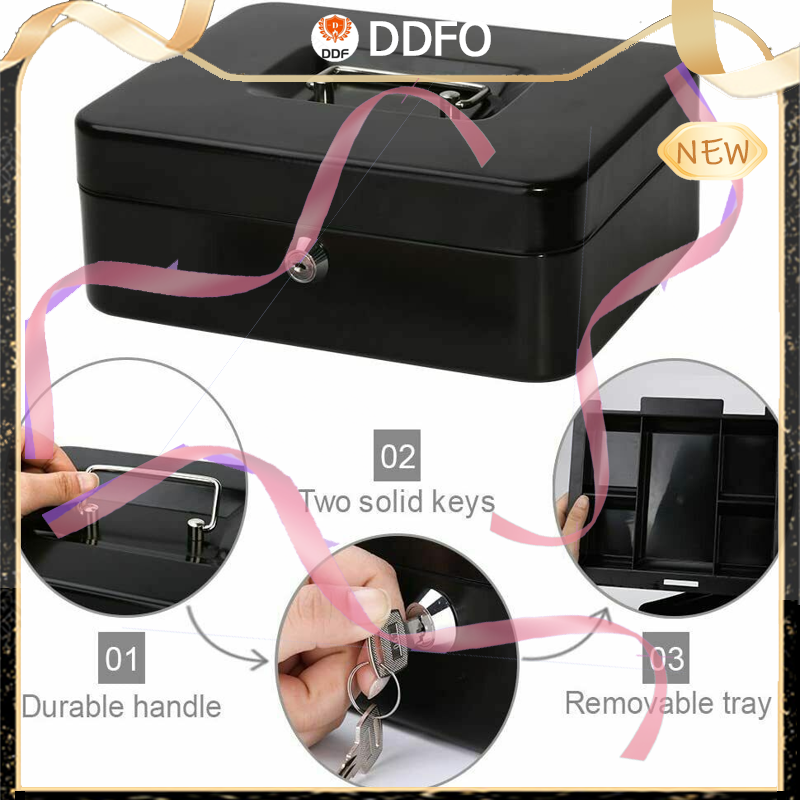 DDF
DDFO
NEW
02
Two solid keys
01
Durable handle
03
Removable tray